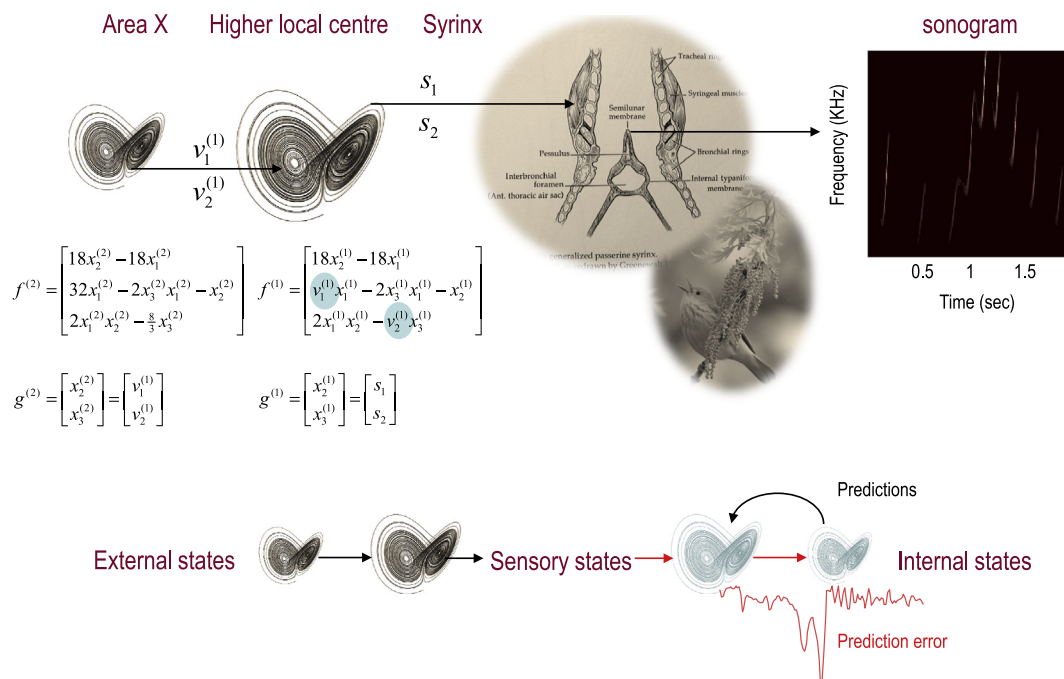 Area X
Higher local centre
Syrinx
sonogram
s₁
s₂
v₁⁽¹⁾
v₂⁽¹⁾
Tracheal
Syringeal
Semilunar
membrane
Pessulus
Bronchial rings
Interbronchial
foramen
(Ant. thoracic air sac)
Internal
generalized passerine syrinx.
by
Frequency (KHz)
0.5 1 1.5
Time (sec)
f⁽²⁾ = [18x₂⁽²⁾ − 18x₁⁽²⁾
32x₁⁽²⁾ − 2x₃⁽²⁾x₁⁽²⁾ − x₂⁽²⁾
2x₁⁽²⁾x₂⁽²⁾ − 8/3 x₃⁽²⁾]
f⁽¹⁾ = [18x₂⁽¹⁾ − 18x₁⁽¹⁾
v₁⁽¹⁾x₁⁽¹⁾ − 2x₃⁽¹⁾x₁⁽¹⁾ − x₂⁽¹⁾
2x₁⁽¹⁾x₂⁽¹⁾ − v₂⁽¹⁾x₃⁽¹⁾]
g⁽²⁾ = [x₂⁽²⁾ x₃⁽²⁾] = [v₁⁽¹⁾ v₂⁽¹⁾]
g⁽¹⁾ = [x₂⁽¹⁾ x₃⁽¹⁾] = [s₁ s₂]
Predictions
External states
Sensory states
Internal states
Prediction error